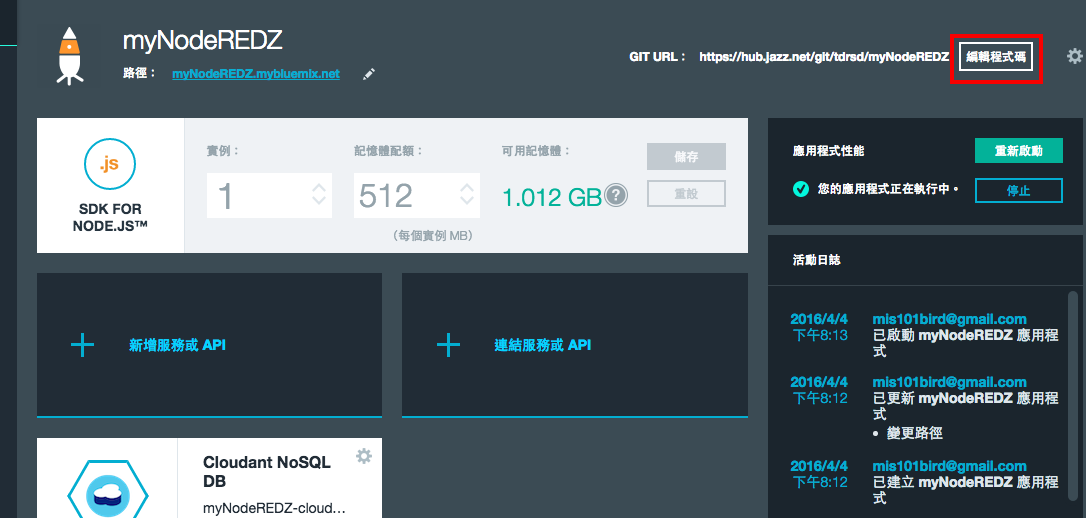 myNodeREDZ
路徑： myNodeREDZ.mybluemix.net
GIT URL： https://hub.jazz.net/git/tdrsd/myNodeREDZ
編輯程式碼
.js
SDK FOR
NODE.JS™
實例：
1
記憶體配額：
512
（每個實例 MB）
可用記憶體：
1.012 GB ?
儲存
重設
應用程式性能
重新啟動
您的應用程式正在執行中。
停止
新增服務或 API
連結服務或 API
活動日誌
2016/4/4 mis101bird@gmail.com
下午8:13 已啟動 myNodeREDZ 應用程
式
2016/4/4 mis101bird@gmail.com
下午8:12 已更新 myNodeREDZ 應用程
式
• 變更路徑
2016/4/4 mis101bird@gmail.com
下午8:12 已建立 myNodeREDZ 應用程
式
Cloudant NoSQL
DB
myNodeREDZ-cloud...